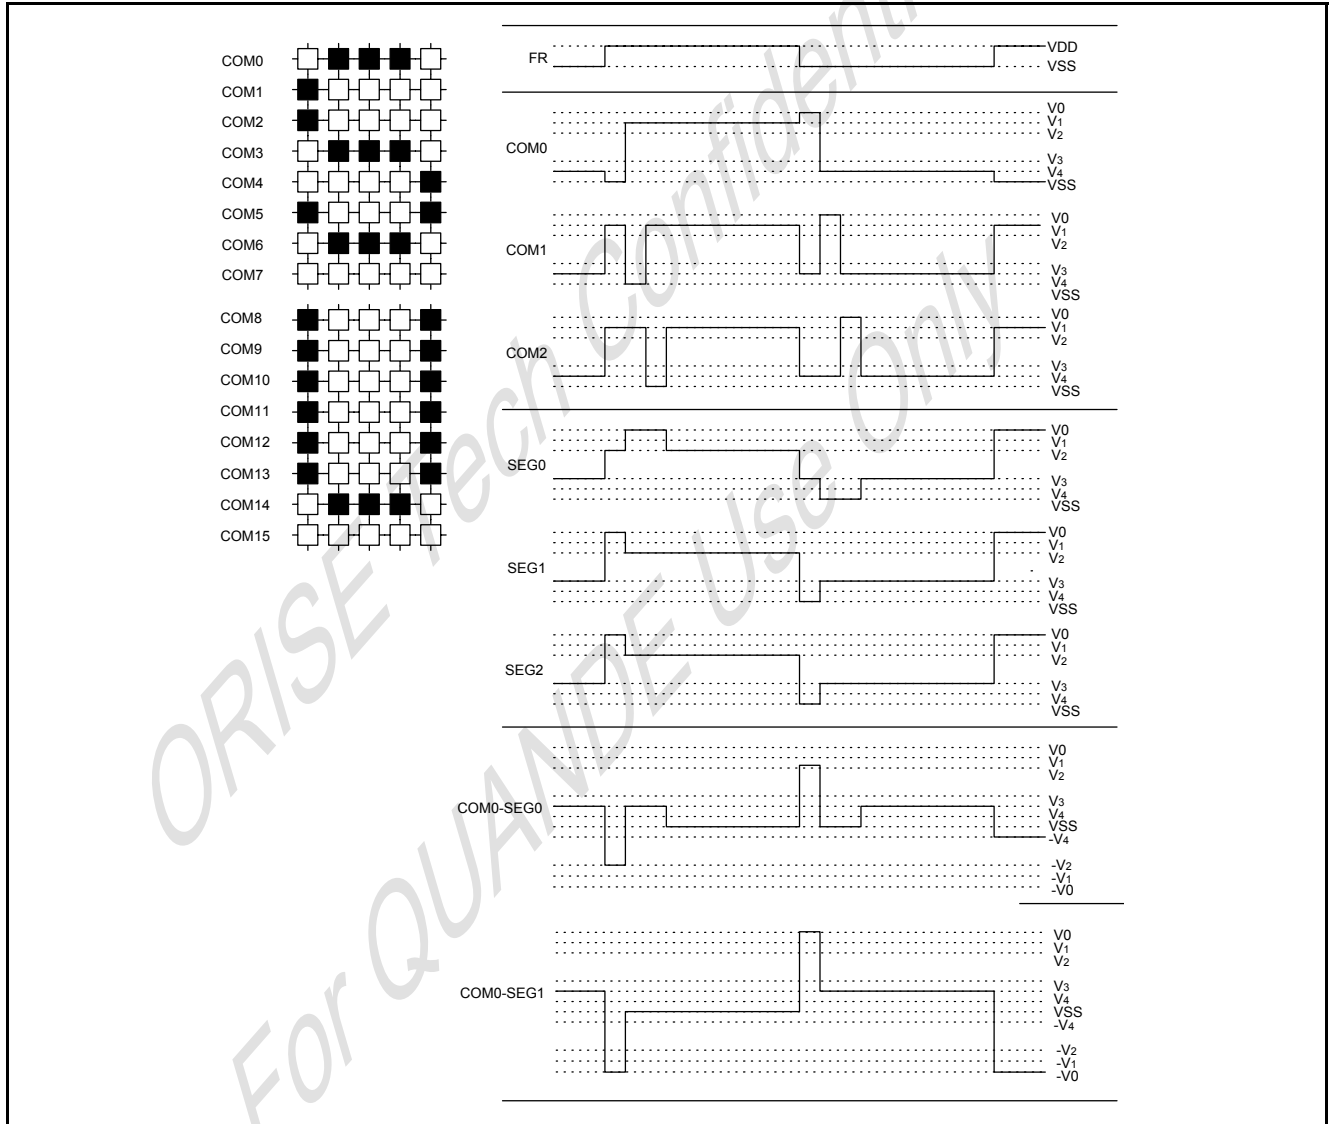 COM0
COM1
COM2
COM3
COM4
COM5
COM6
COM7
COM8
COM9
COM10
COM11
COM12
COM13
COM14
COM15
FR
VDD
VSS
COM0
V0
V1
V2
V3
V4
VSS
COM1
V0
V1
V2
V3
V4
VSS
COM2
V0
V1
V2
V3
V4
VSS
SEG0
V0
V1
V2
V3
V4
VSS
SEG1
V0
V1
V2
V3
V4
VSS
SEG2
V0
V1
V2
V3
V4
VSS
COM0-SEG0
V0
V1
V2
V3
V4
VSS
-V4
-V2
-V1
-V0
COM0-SEG1
V0
V1
V2
V3
V4
VSS
-V4
-V2
-V1
-V0
ORISE Tech Confident
For QUANDE Use Only